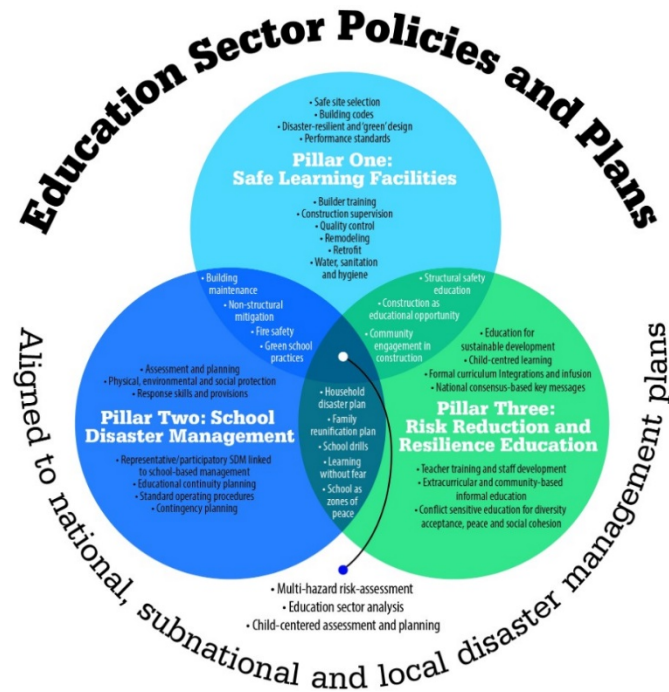 Education Sector Policies and Plans
• Safe site selection
• Building codes
• Disaster-resilient and 'green' design
• Performance standards
Pillar One:
Safe Learning Facilities
• Builder training
• Construction supervision
• Quality control
• Remodeling
• Retrofit
• Water, sanitation
and hygiene
• Building
maintenance
• Non-structural
mitigation
• Fire safety
• Green school
practices
• Structural safety
education
• Construction as
educational opportunity
• Community
engagement in
construction
• Assessment and planning
• Physical, environmental and social protection
• Response skills and provisions
Pillar Two: School
Disaster Management
• Representative/participatory SDM linked
to school-based management
• Educational continuity planning
• Standard operating procedures
• Contingency planning
• Household
disaster plan
• Family
reunification plan
• School drills
• Learning
without fear
• School as
zones of
peace
• Education for
sustainable development
• Child-centred learning
• Formal curriculum Integrations and infusion
• National consensus-based key messages
Pillar Three:
Risk Reduction and
Resilience Education
• Teacher training and staff development
• Extracurricular and community-based
informal education
• Conflict sensitive education for diversity
acceptance, peace and social cohesion
• Multi-hazard risk-assessment
• Education sector analysis
• Child-centered assessment and planning
Aligned to national, subnational and local disaster management plans